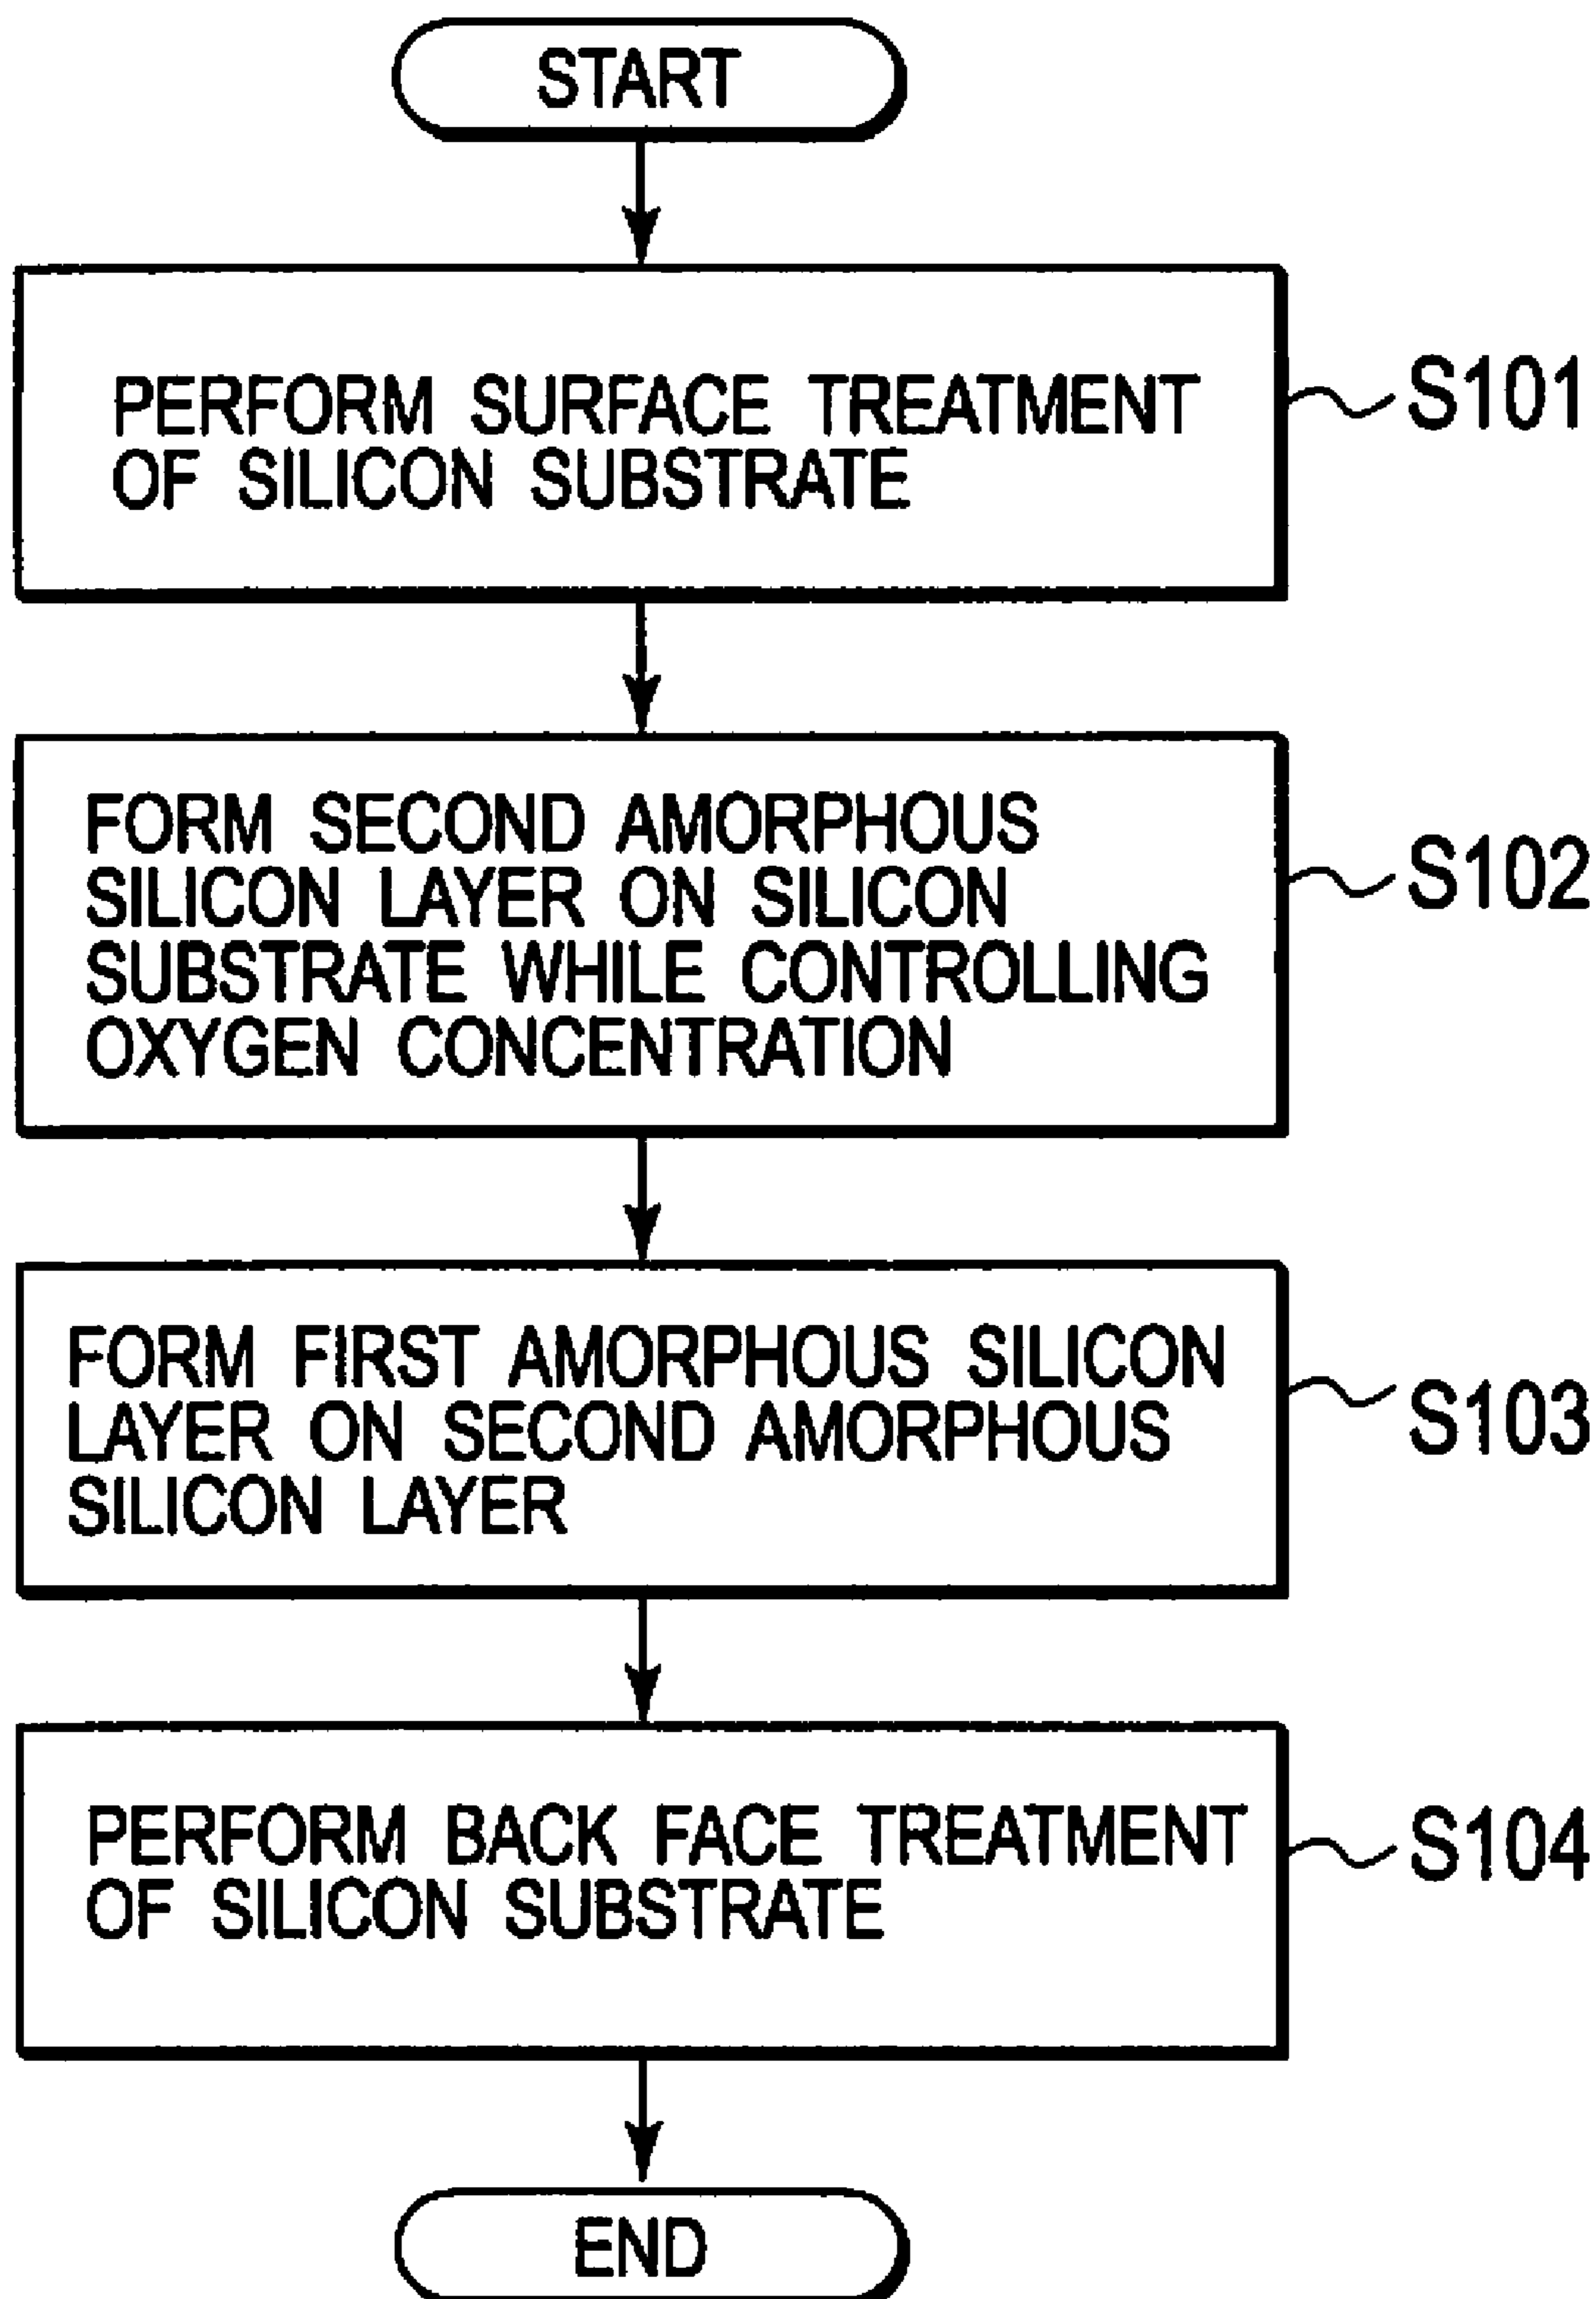 START
PERFORM SURFACE TREATMENT
OF SILICON SUBSTRATE
S101
FORM SECOND AMORPHOUS
SILICON LAYER ON SILICON
SUBSTRATE WHILE CONTROLLING
OXYGEN CONCENTRATION
S102
FORM FIRST AMORPHOUS SILICON
LAYER ON SECOND AMORPHOUS
SILICON LAYER
S103
PERFORM BACK FACE TREATMENT
OF SILICON SUBSTRATE
S104
END